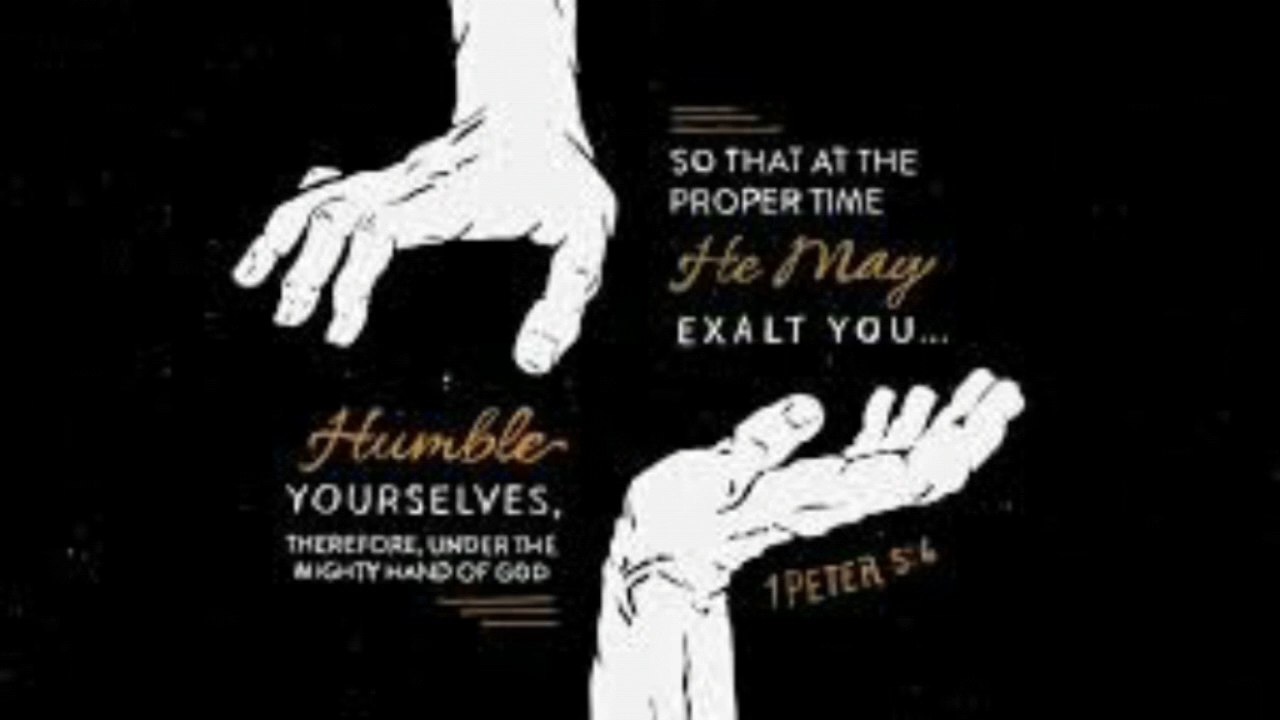 Humble
YOURSELVES,
THEREFORE, UNDER THE
MIGHTY HAND OF GOD
SO THAT AT THE
PROPER TIME
He May
EXALT YOU...
1 PETER 5:6